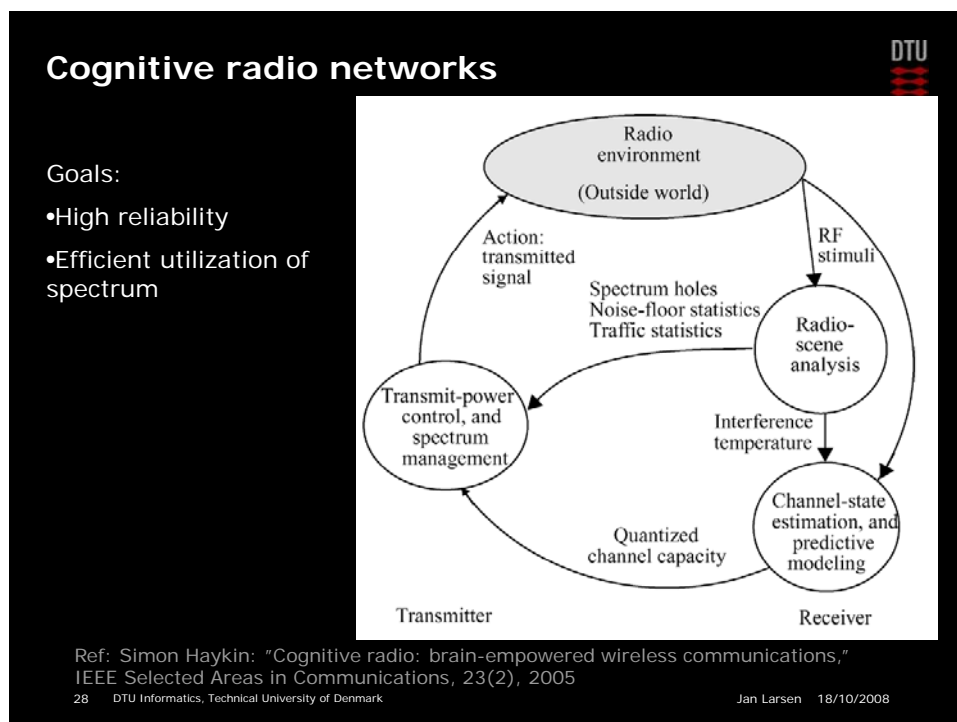 Cognitive radio networks
DTU
Goals:
•High reliability
•Efficient utilization of
spectrum
Radio
environment
(Outside world)
Action:
transmitted
signal
RF
stimuli
Spectrum holes
Noise-floor statistics
Traffic statistics
Radio-
scene
analysis
Transmit-power
control, and
spectrum
management
Interference
temperature
Channel-state
estimation, and
predictive
modeling
Quantized
channel capacity
Transmitter
Receiver
Ref: Simon Haykin: ”Cognitive radio: brain-empowered wireless communications,”
IEEE Selected Areas in Communications, 23(2), 2005
28 DTU Informatics, Technical University of Denmark
Jan Larsen 18/10/2008